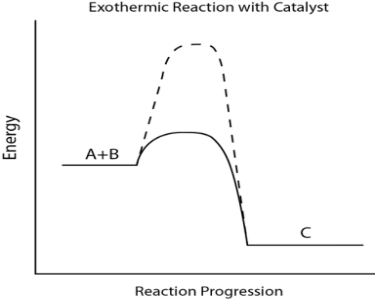 Exothermic Reaction with Catalyst
Energy
A+B
C
Reaction Progression